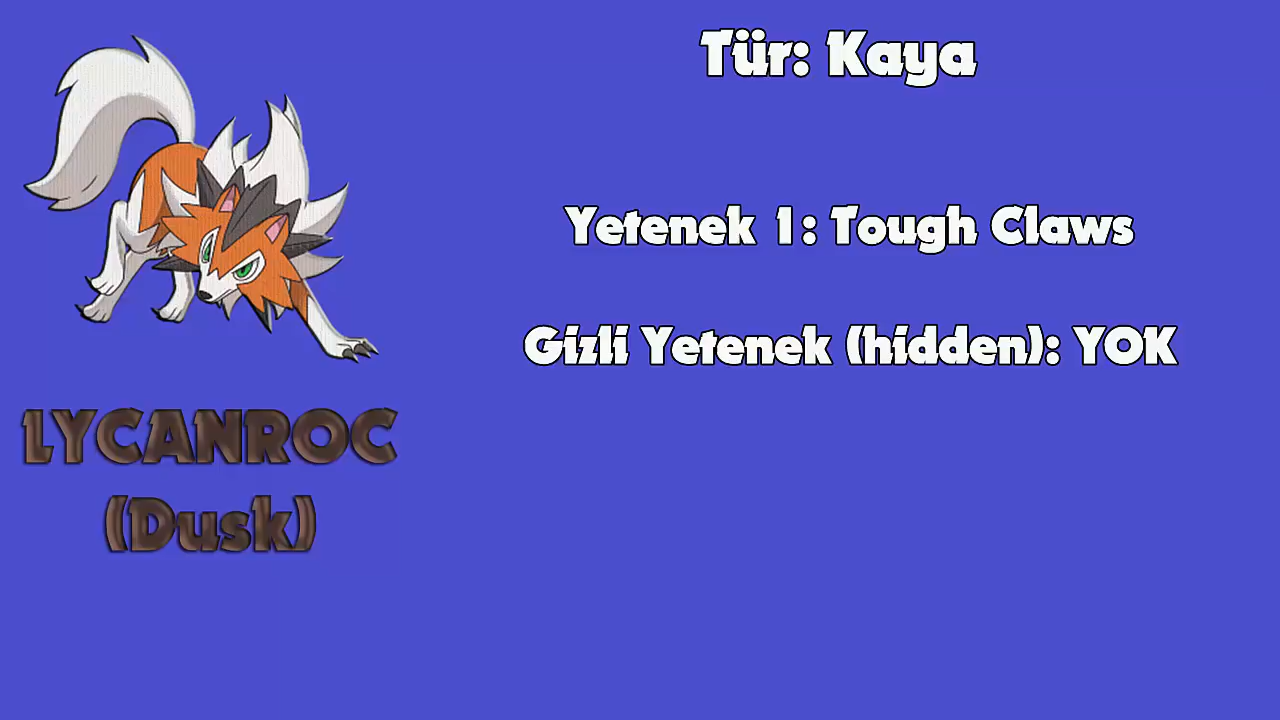 Tür: Kaya
Yetenek 1: Tough Claws
Gizli Yetenek (hidden): YOK
LYCANROC
(Dusk)